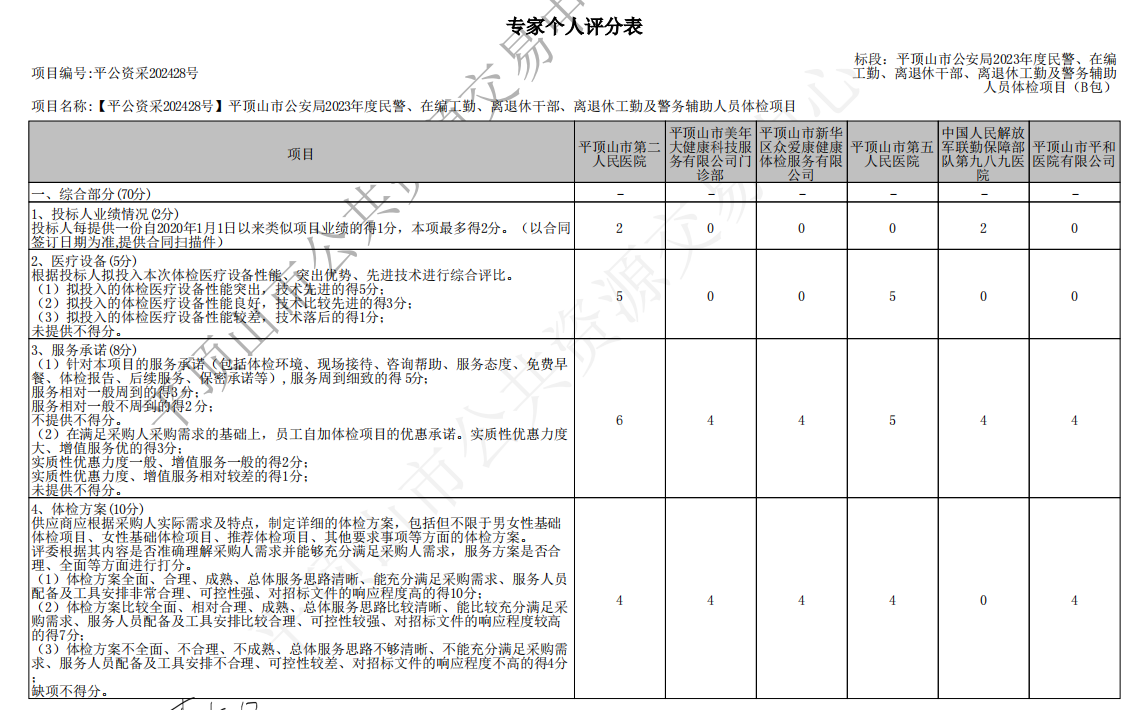 专家个人评分表
项目编号:平公资采202428号
标段：平顶山市公安局2023年度民警、在编
工勤、离退休干部、离退休工勤及警务辅助
人员体检项目（B包）
项目名称:【平公资采202428号】平顶山市公安局2023年度民警、在编工勤、离退休干部、离退休工勤及警务辅助人员体检项目
项目
平顶山市第二
人民医院
平顶山市美年
大健康科技服
务有限公司门
诊部
平顶山市新华
区众爱康健康
体检服务有限
公司
平顶山市第五
人民医院
中国人民解放
军联勤保障部
队第九八九医
院
平顶山市平和
医院有限公司
一、综合部分(70分) – – – – – –
1、投标人业绩情况(2分)
投标人每提供一份自2020年1月1日以来类似项目业绩的得1分，本项最多得2分。（以合同
签订日期为准,提供合同扫描件）
2 0 0 0 2 0
2、医疗设备(5分)
根据投标人拟投入本次体检医疗设备性能、突出优势、先进技术进行综合评比。
（1）拟投入的体检医疗设备性能突出，技术先进的得5分;
（2）拟投入的体检医疗设备性能良好，技术比较先进的得3分;
（3）拟投入的体检医疗设备性能较差，技术落后的得1分;
未提供不得分。
5 0 0 5 0 0
3、服务承诺(8分)
（1）针对本项目的服务承诺（包括体检环境、现场接待、咨询帮助、服务态度、免费早
餐、体检报告、后续服务、保密承诺等）,服务周到细致的得 5分;
服务相对一般周到的得3 分;
服务相对一般不周到的得2 分;
不提供不得分。
（2）在满足采购人采购需求的基础上，员工自加体检项目的优惠承诺。实质性优惠力度
大、增值服务优的得3分;
实质性优惠力度一般、增值服务一般的得2分;
实质性优惠力度、增值服务相对较差的得1分;
未提供不得分。
6 4 4 5 4 4
4、体检方案(10分)
供应商应根据采购人实际需求及特点，制定详细的体检方案，包括但不限于男女性基础
体检项目、女性基础体检项目、推荐体检项目、其他要求事项等方面的体检方案。
评委根据其内容是否准确理解采购人需求并能够充分满足采购人需求，服务方案是否合
理、全面等方面进行打分。
（1）体检方案全面、合理、成熟、总体服务思路清晰、能充分满足采购需求、服务人员
配备及工具安排非常合理、可控性强、对招标文件的响应程度高的得10分;
（2）体检方案比较全面、相对合理、成熟、总体服务思路比较清晰、能比较充分满足采
购需求、服务人员配备及工具安排比较合理、可控性较强、对招标文件的响应程度较高
的得7分;
（3）体检方案不全面、不合理、不成熟、总体服务思路不够清晰、不能充分满足采购需
求、服务人员配备及工具安排不合理、可控性较差、对招标文件的响应程度不高的得4分
;
缺项不得分。
4 4 4 4 0 4
平顶山市公共资源交易中
平顶山市公共资源交易中心